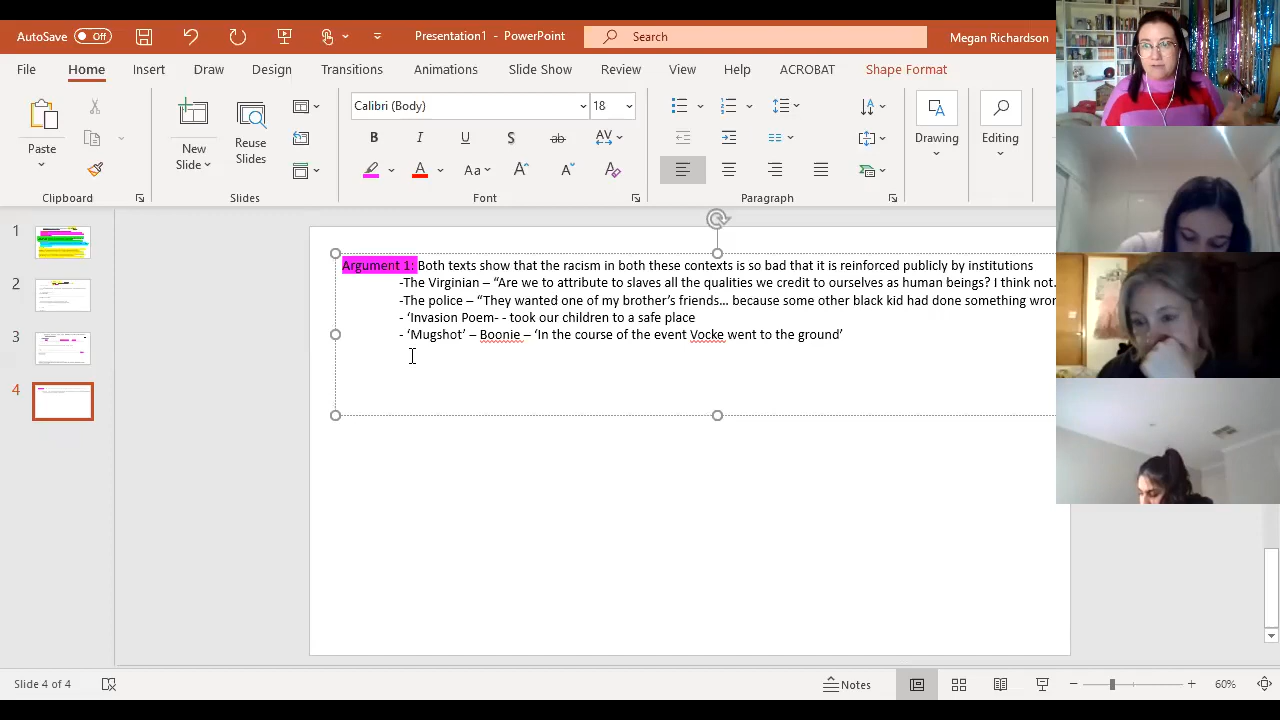 AutoSave Off Presentation1 - PowerPoint Search Megan Richardson
File Home Insert Draw Design Transiti Animations Slide Show Review View Help ACROBAT Shape Format
Calibri (Body) 18
Paste New Slide Reuse Slides Drawing Editing
Aa
Clipboard Slides Font Paragraph
1
2
3
4
Argument 1: Both texts show that the racism in both these contexts is so bad that it is reinforced publicly by institutions
-The Virginian – “Are we to attribute to slaves all the qualities we credit to ourselves as human beings? I think not.
-The police – “They wanted one of my brother’s friends… because some other black kid had done something wror
- ‘Invasion Poem- - took our children to a safe place
- ‘Mugshot’ – Boonie – ‘In the course of the event Vocke went to the ground’
Slide 4 of 4 Notes 60%